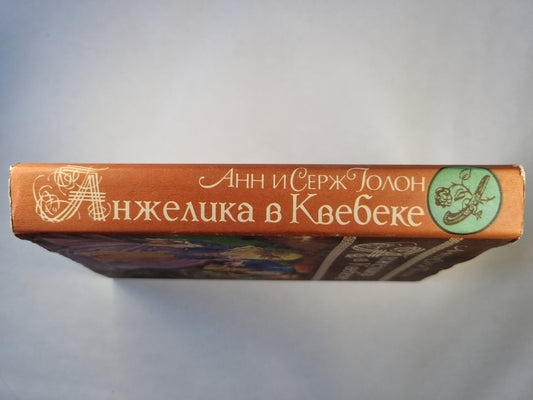 Анн и Серж Голон
Анжелика в Квебеке